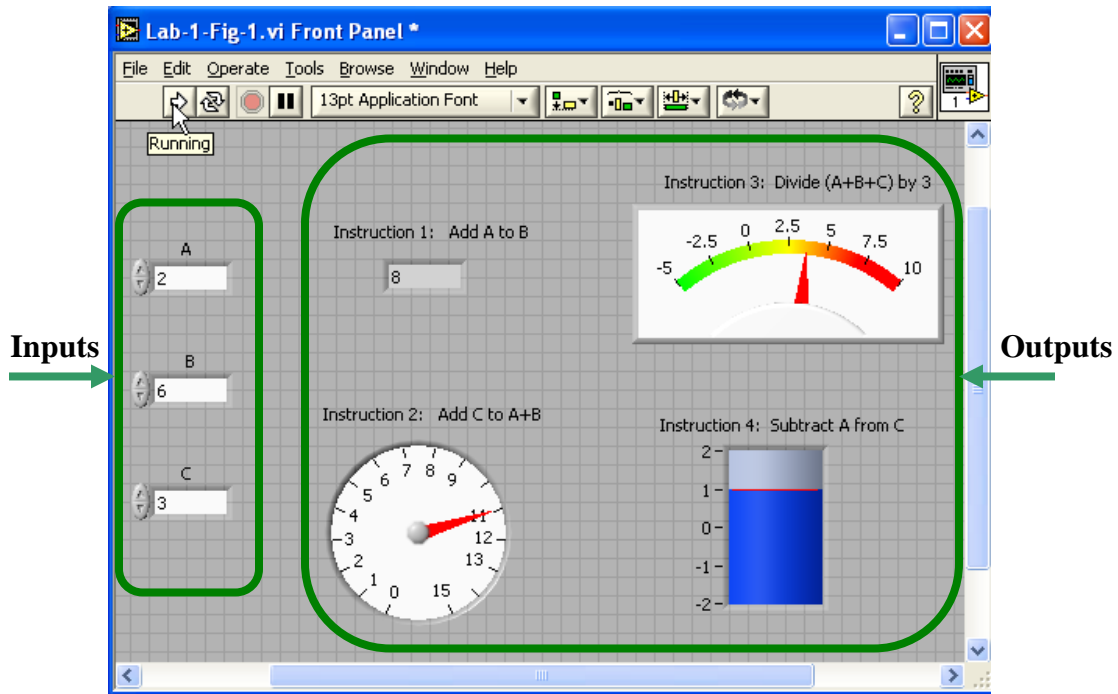 Lab-1-Fig-1.vi Front Panel *
File Edit Operate Tools Browse Window Help
13pt Application Font
?
1
Running
Inputs
A
2
B
6
C
3
Instruction 1: Add A to B
8
Instruction 2: Add C to A+B
0
1
2
3
4
5
6
7
8
9
11
12
13
15
Instruction 3: Divide (A+B+C) by 3
-5
-2.5
0
2.5
5
7.5
10
Instruction 4: Subtract A from C
2
1
0
-1
-2
Outputs